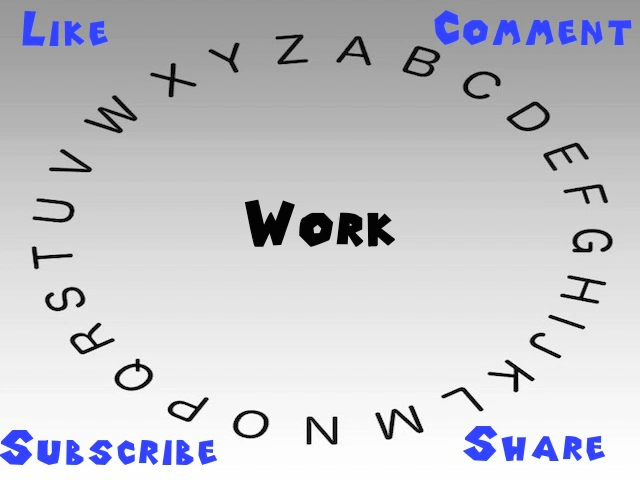 Like
Comment
A B C D E F G H I J K L M N O P Q R S T U V W X Y Z
Work
Subscribe
Share